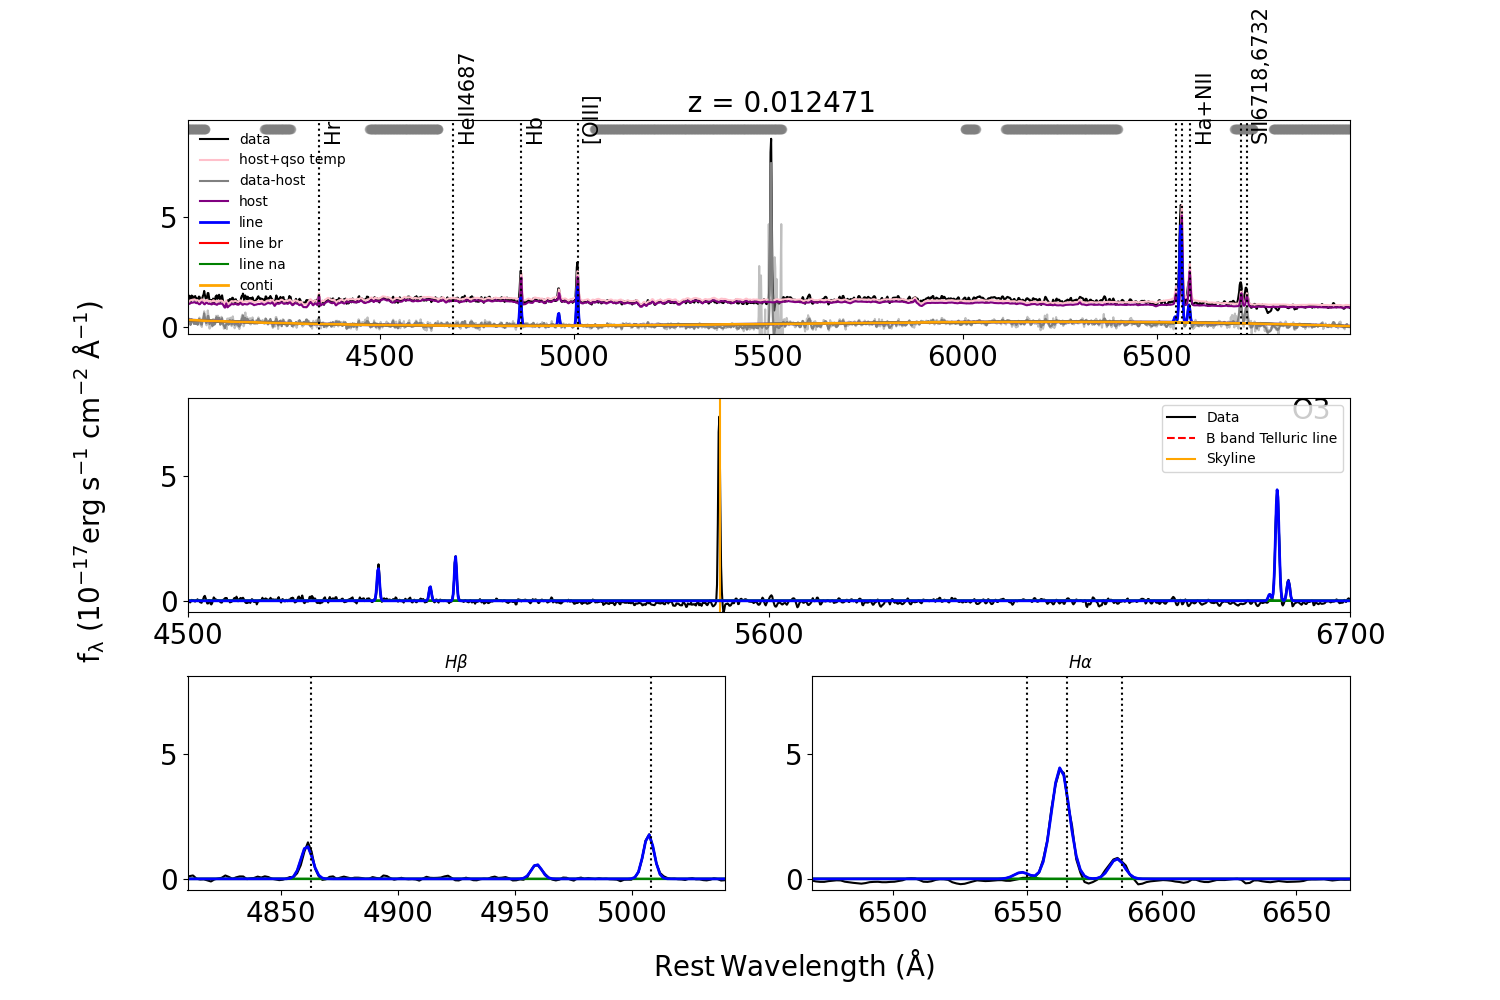 z = 0.012471
Hr
HeII4687
Hb
[OIII]
Ha+NII
SII6718,6732
data
host+qso temp
data-host
host
line
line br
line na
conti
5
0
4500 5000 5500 6000 6500
O3
Data
B band Telluric line
Skyline
5
0
4500 5600 6700
fλ (10⁻¹⁷erg s⁻¹ cm⁻² Å⁻¹)
Hβ
5
0
4850 4900 4950 5000
Hα
5
0
6500 6550 6600 6650
Rest Wavelength (Å)